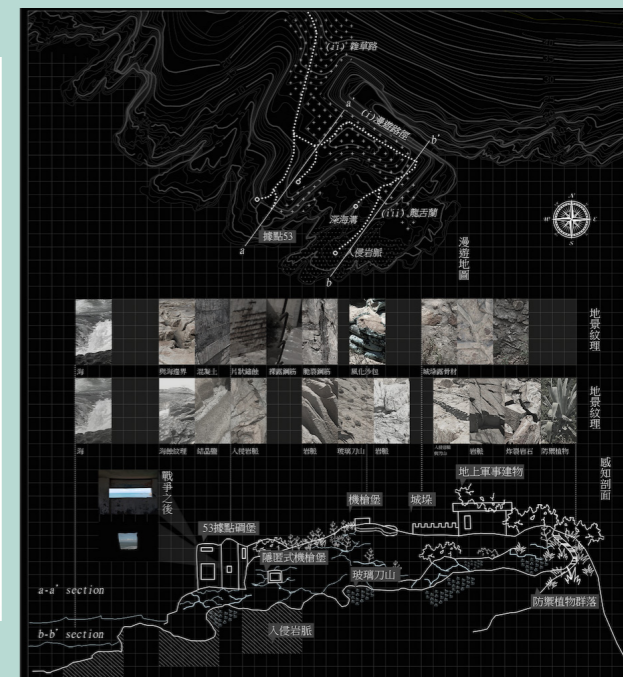 (ii) 雜草路
a'
(i)漫遊路徑
b'
N
W
E
S
深海溝
(iii) 龍舌蘭
據點53
a
入侵岩脈
b
漫遊地圖
地景紋理
海
與海邊界
混凝土
片狀鏽蝕
裸露鋼筋
脆裂鋼筋
風化沙包
城垛露骨材
地景紋理
海
海蝕紋理
結晶鹽
入侵岩脈
岩脈
玻璃刀山
岩脈
岩脈
炸裂岩石
防禦植物
感知剖面
戰爭之後
地上軍事建物
機槍堡
城垛
53據點碉堡
隱匿式機槍堡
玻璃刀山
a-a' section
防禦植物群落
b-b' section
入侵岩脈